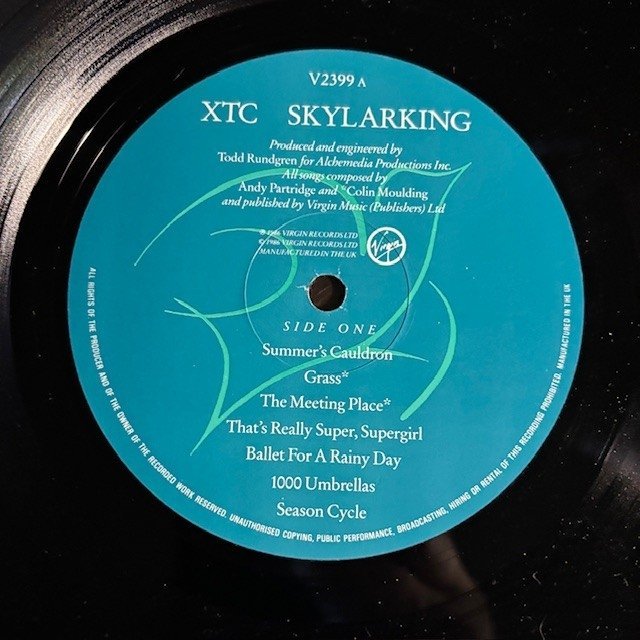 V2399 A
XTC SKYLARKING
Produced and engineered by
Todd Rundgren for Alchemedia Productions Inc.
All songs composed by
Andy Partridge and *Colin Moulding
and published by Virgin Music (Publishers) Ltd
℗ 1986 VIRGIN RECORDS LTD
© 1986 VIRGIN RECORDS LTD
MANUFACTURED IN THE UK
Virgin
SIDE ONE
Summer's Cauldron
Grass*
The Meeting Place*
That's Really Super, Supergirl
Ballet For A Rainy Day
1000 Umbrellas
Season Cycle
ALL RIGHTS OF THE PRODUCER AND OF THE OWNER OF THE RECORDED WORK RESERVED. UNAUTHORISED COPYING, PUBLIC PERFORMANCE, BROADCASTING, HIRING OR RENTAL OF THIS RECORDING PROHIBITED. MANUFACTURED IN THE UK